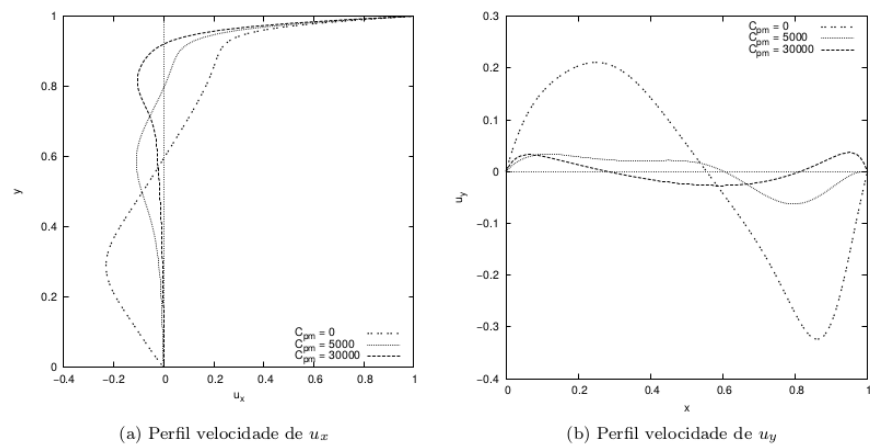 1
0.8
0.6
0.4
0.2
0
y
−0.4
−0.2
0
0.2
0.4
0.6
0.8
1
u_x
C_pm = 0
C_pm = 5000
C_pm = 30000
(a) Perfil velocidade de u_x
0.3
0.2
0.1
0
−0.1
−0.2
−0.3
−0.4
u_y
0
0.2
0.4
0.6
0.8
1
x
C_pm = 0
C_pm = 5000
C_pm = 30000
(b) Perfil velocidade de u_y